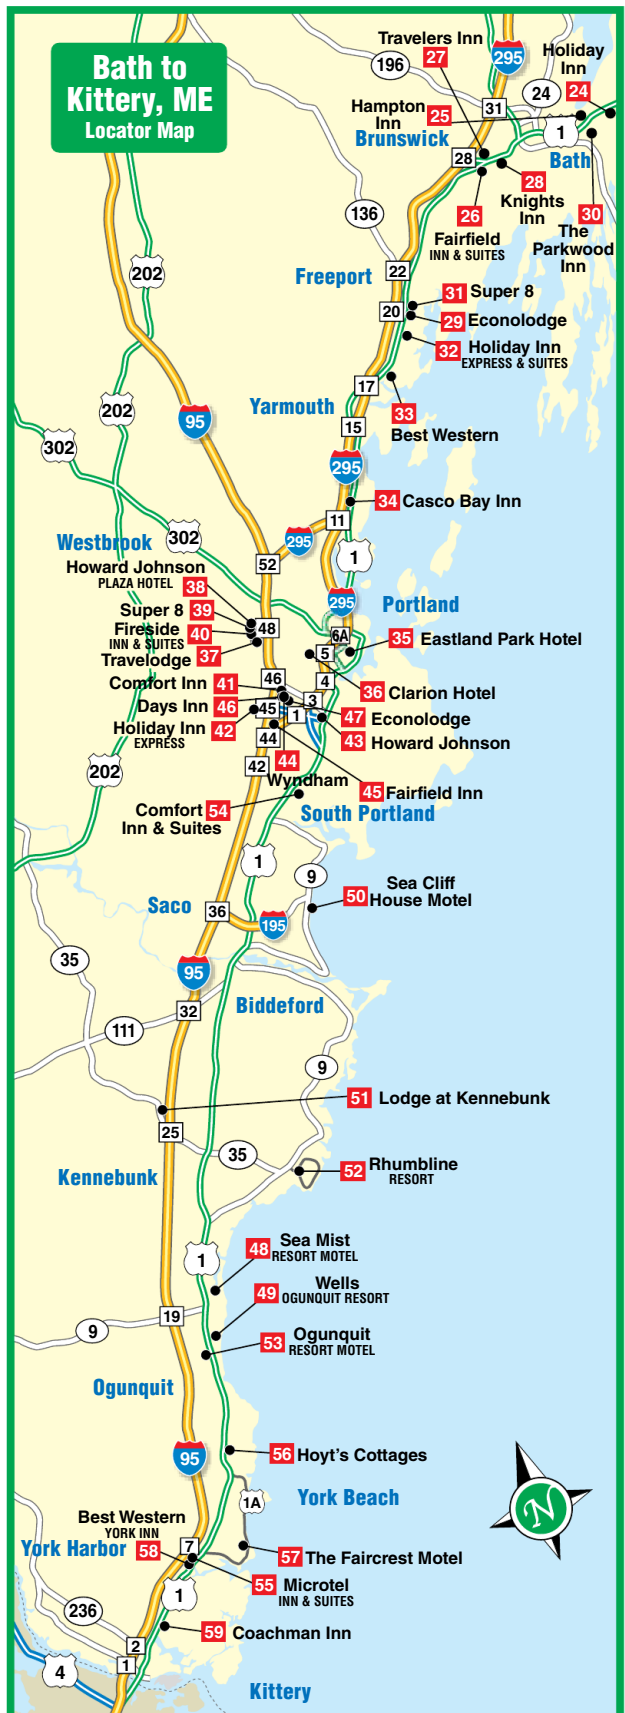 Bath to
Kittery, ME
Locator Map
Travelers Inn
27
295
Holiday
Inn
24
196
24
Hampton
Inn
25
31
1
Brunswick
28
Bath
28
Knights
Inn
26
Fairfield
INN & SUITES
30
The
Parkwood
Inn
136
202
Freeport
22
31 Super 8
20
29 Econolodge
32 Holiday Inn
EXPRESS & SUITES
17
202
95
Yarmouth
33
Best Western
15
302
295
34 Casco Bay Inn
11
302
295
Westbrook
1
52
Howard Johnson
PLAZA HOTEL
38
295
Portland
Super 8 39
48
6A
Fireside
INN & SUITES
40
35 Eastland Park Hotel
Travelodge 37
5
46
4
Comfort Inn 41
36 Clarion Hotel
3
Days Inn 46
45
1
47 Econolodge
Holiday Inn
EXPRESS
42
44
43 Howard Johnson
44
Wyndham
42
202
45 Fairfield Inn
Comfort
Inn & Suites
54
South Portland
1
9
Sea Cliff
House Motel
50
Saco
36
195
35
95
Biddeford
32
111
9
51 Lodge at Kennebunk
25
35
Kennebunk
52 Rhumbline
RESORT
48 Sea Mist
RESORT MOTEL
1
49 Wells
OGUNQUIT RESORT
19
9
53 Ogunquit
RESORT MOTEL
Ogunquit
95
56 Hoyt's Cottages
1A
York Beach
N
Best Western
YORK INN
York Harbor 58
7
57 The Faircrest Motel
55 Microtel
INN & SUITES
1
236
59 Coachman Inn
2
1
4
Kittery